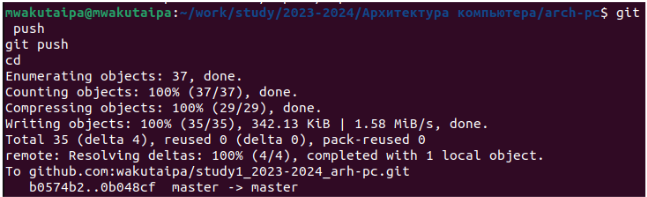 mwakutaipa@mwakutaipa:~/work/study/2023-2024/Архитектура компьютера/arch-pc$ git
 push
git push
cd
Enumerating objects: 37, done.
Counting objects: 100% (37/37), done.
Compressing objects: 100% (29/29), done.
Writing objects: 100% (35/35), 342.13 KiB | 1.58 MiB/s, done.
Total 35 (delta 4), reused 0 (delta 0), pack-reused 0
remote: Resolving deltas: 100% (4/4), completed with 1 local object.
To github.com:wakutaipa/study1_2023-2024_arh-pc.git
   b0574b2..0b048cf  master -> master